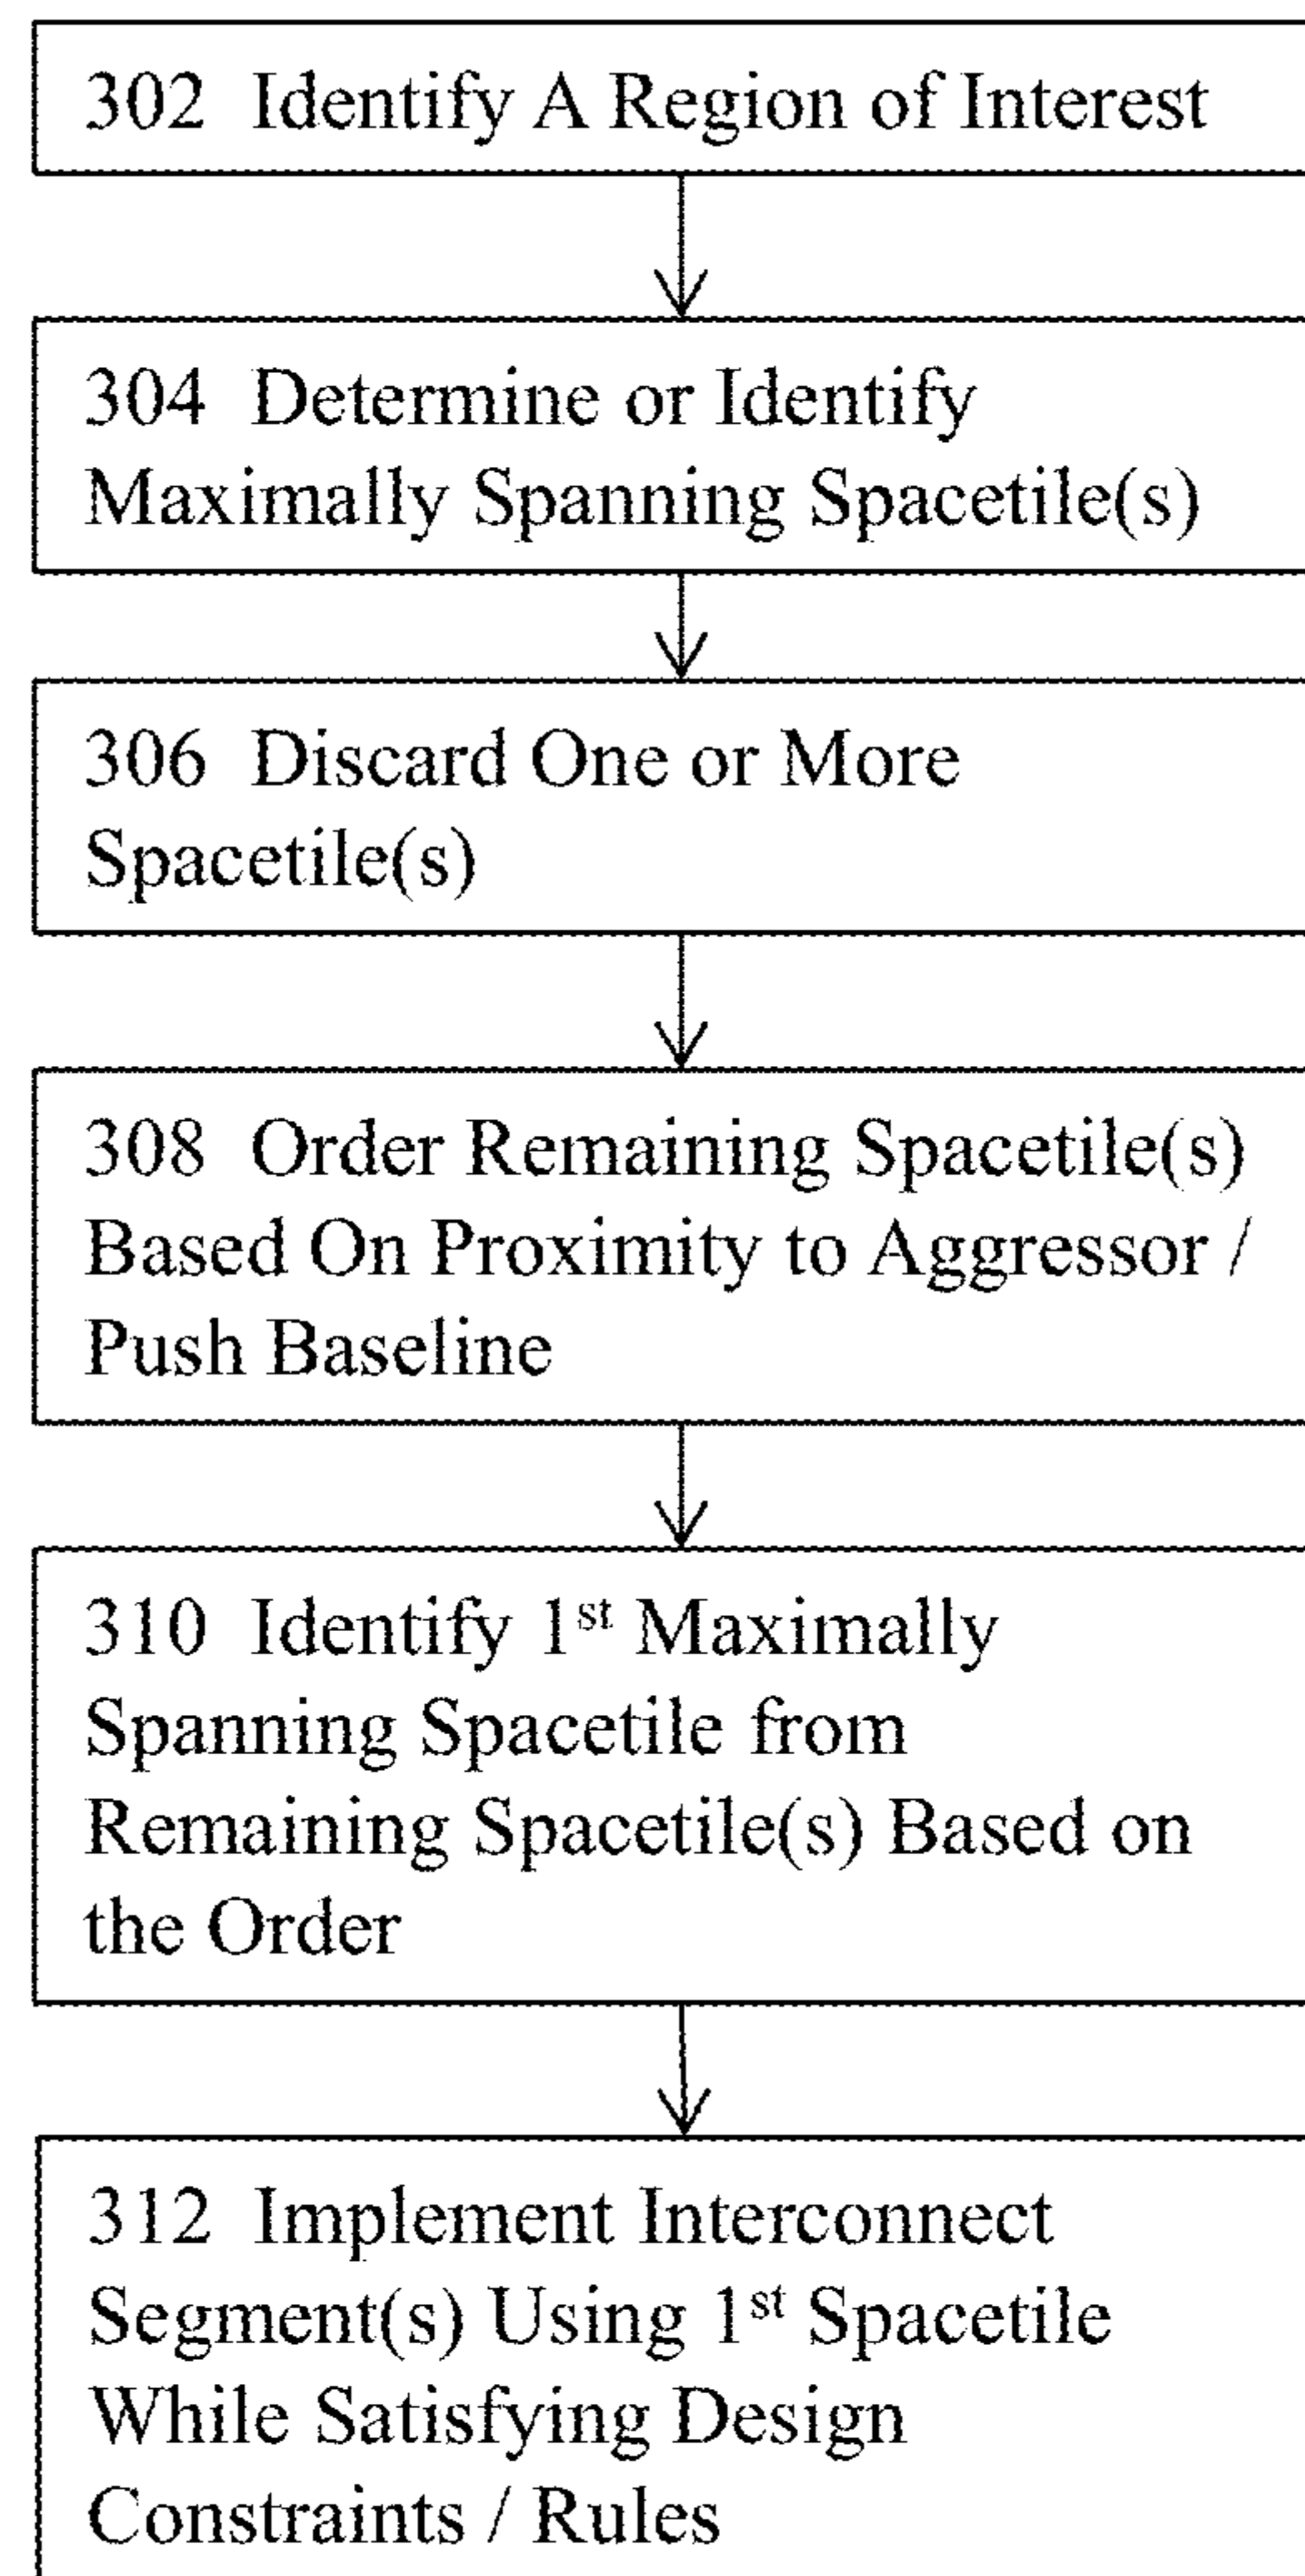 302 Identify A Region of Interest
304 Determine or Identify
Maximally Spanning Spacetile(s)
306 Discard One or More
Spacetile(s)
308 Order Remaining Spacetile(s)
Based On Proximity to Aggressor /
Push Baseline
310 Identify 1st Maximally
Spanning Spacetile from
Remaining Spacetile(s) Based on
the Order
312 Implement Interconnect
Segment(s) Using 1st Spacetile
While Satisfying Design
Constraints / Rules